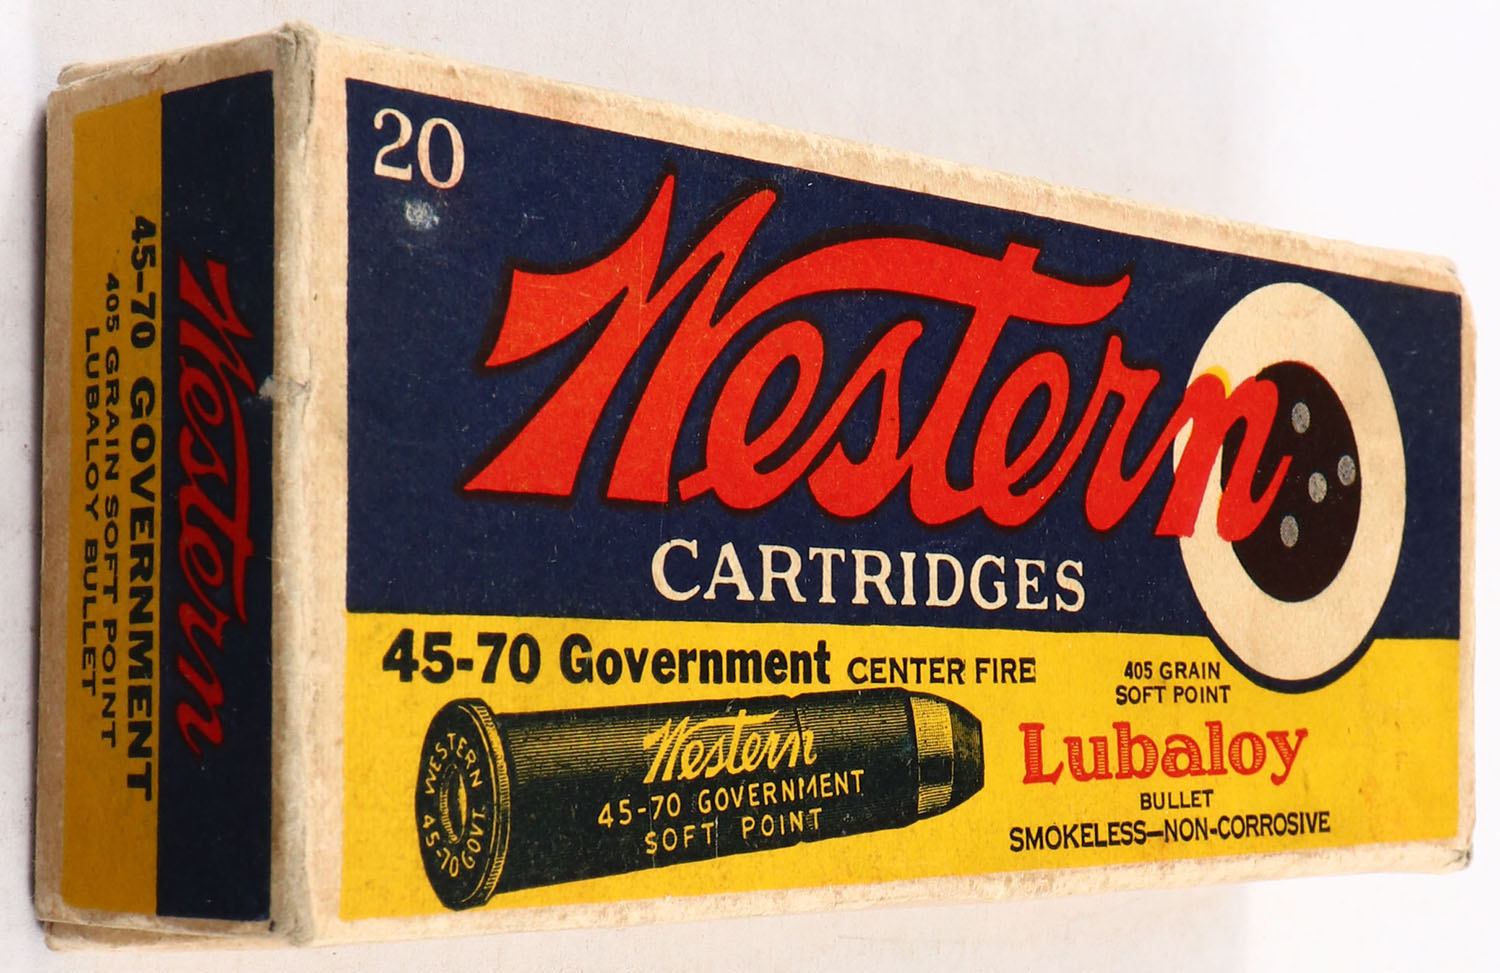 20
Western
CARTRIDGES
45-70 Government CENTER FIRE
Western
45-70 GOVERNMENT
SOFT POINT
WESTERN
45-70 GOVT.
405 GRAIN
SOFT POINT
Lubaloy
BULLET
SMOKELESS—NON-CORROSIVE
Western
45-70 GOVERNMENT
405 GRAIN SOFT POINT
LUBALOY BULLET